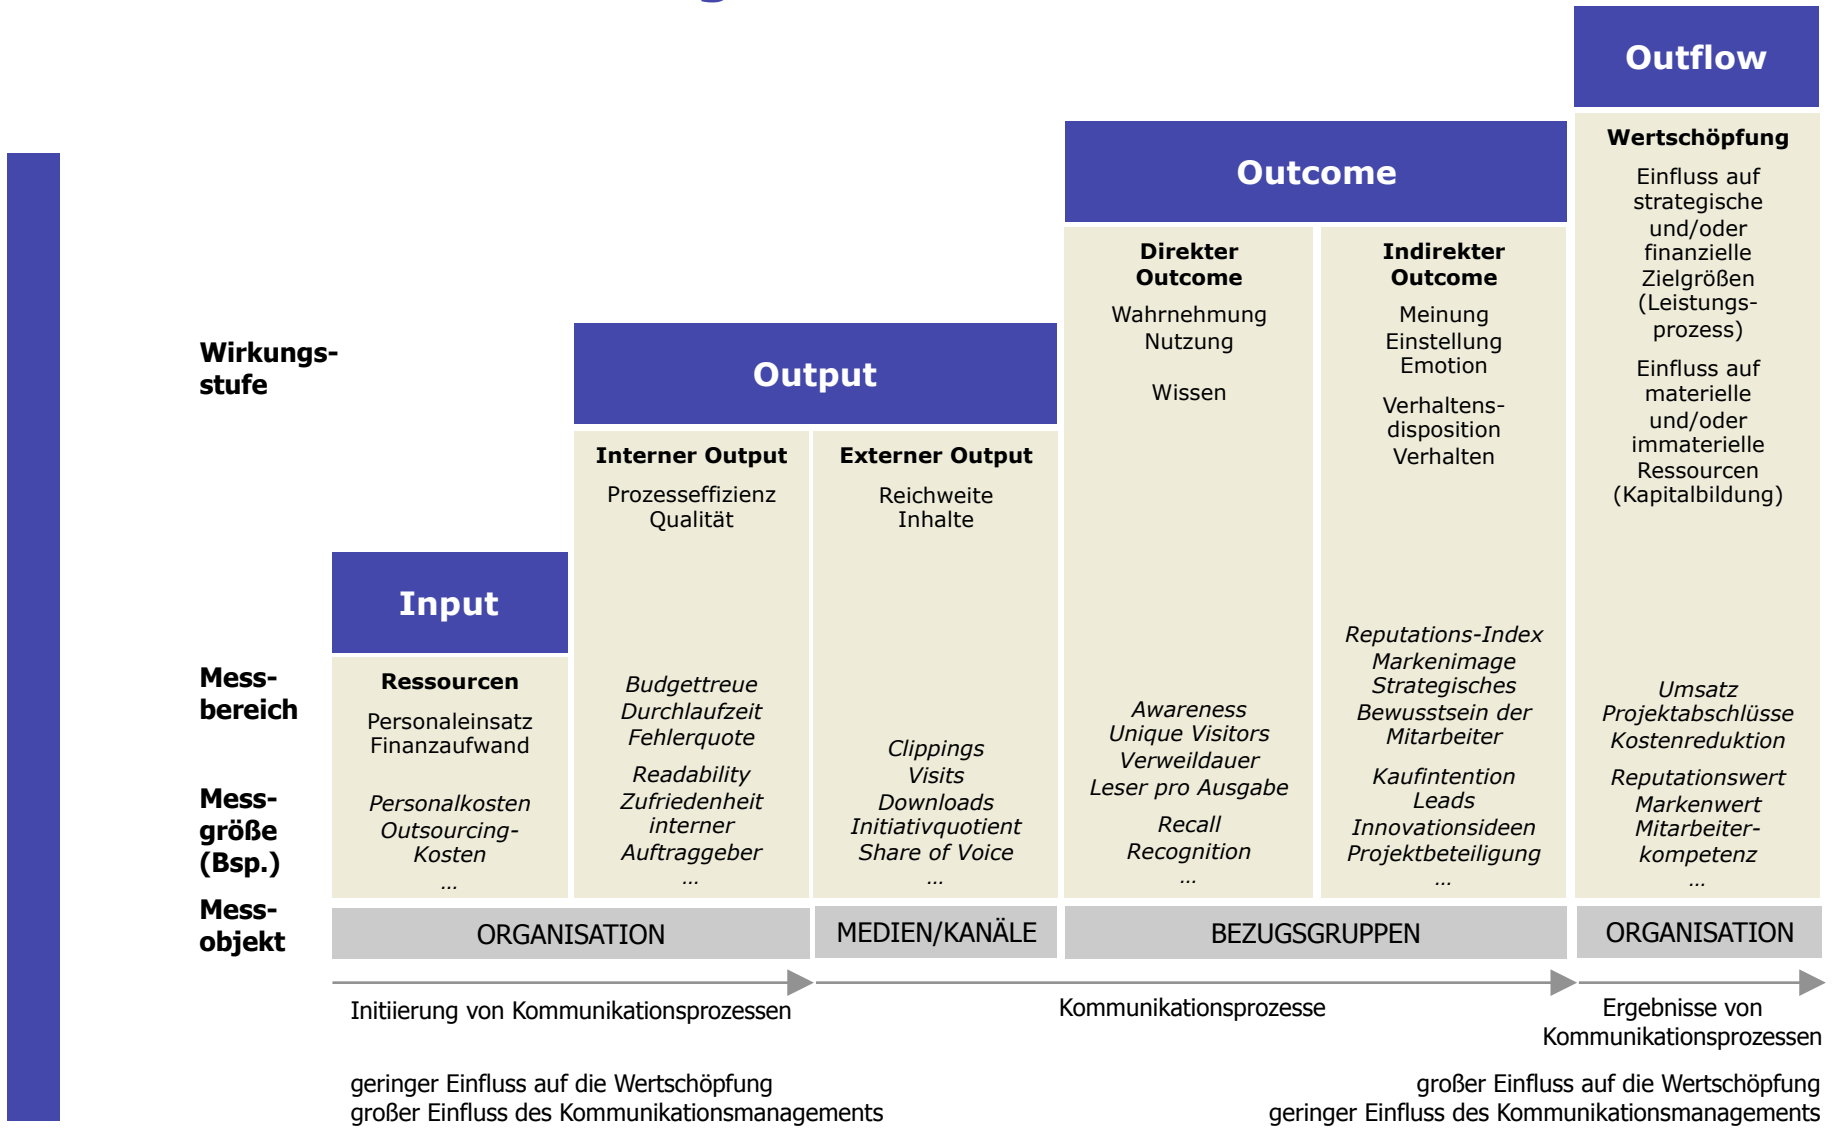 Outflow
Wertschöpfung
Einfluss auf
strategische
und/oder
finanzielle
Zielgrößen
(Leistungs-
prozess)
Einfluss auf
materielle
und/oder
immaterielle
Ressourcen
(Kapitalbildung)
Outcome
Direkter
Outcome
Wahrnehmung
Nutzung
Wissen
Indirekter
Outcome
Meinung
Einstellung
Emotion
Verhaltens-
disposition
Verhalten
Wirkungs-
stufe
Output
Interner Output
Prozesseffizienz
Qualität
Externer Output
Reichweite
Inhalte
Input
Mess-
bereich
Ressourcen
Personaleinsatz
Finanzaufwand
Mess-
größe
(Bsp.)
Personalkosten
Outsourcing-
Kosten
...
Budgettreue
Durchlaufzeit
Fehlerquote
Readability
Zufriedenheit
interner
Auftraggeber
...
Clippings
Visits
Downloads
Initiativquotient
Share of Voice
...
Awareness
Unique Visitors
Verweildauer
Leser pro Ausgabe
Recall
Recognition
...
Reputations-Index
Markenimage
Strategisches
Bewusstsein der
Mitarbeiter
Kaufintention
Leads
Innovationsideen
Projektbeteiligung
...
Umsatz
Projektabschlüsse
Kostenreduktion
Reputationswert
Markenwert
Mitarbeiter-
kompetenz
...
Mess-
objekt
ORGANISATION
MEDIEN/KANÄLE
BEZUGSGRUPPEN
ORGANISATION
Initiierung von Kommunikationsprozessen
Kommunikationsprozesse
Ergebnisse von
Kommunikationsprozessen
geringer Einfluss auf die Wertschöpfung
großer Einfluss des Kommunikationsmanagements
großer Einfluss auf die Wertschöpfung
geringer Einfluss des Kommunikationsmanagements